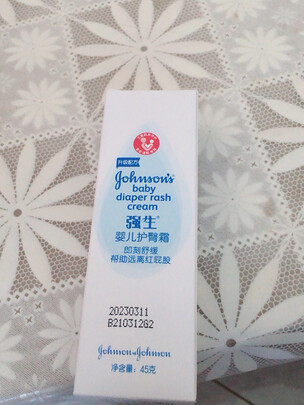 升级配方
Johnson's
baby
diaper rash
cream
强生®
婴儿护臀霜
即刻舒缓
帮助远离红屁股
20230311
B210312G2
Johnson & Johnson
净含量: 45克